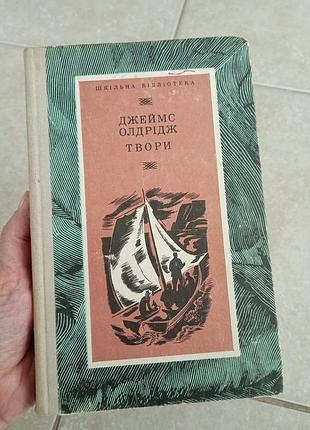 ШКІЛЬНА БІБЛІОТЕКА
ДЖЕЙМС
ОЛДРІДЖ
ТВОРИ